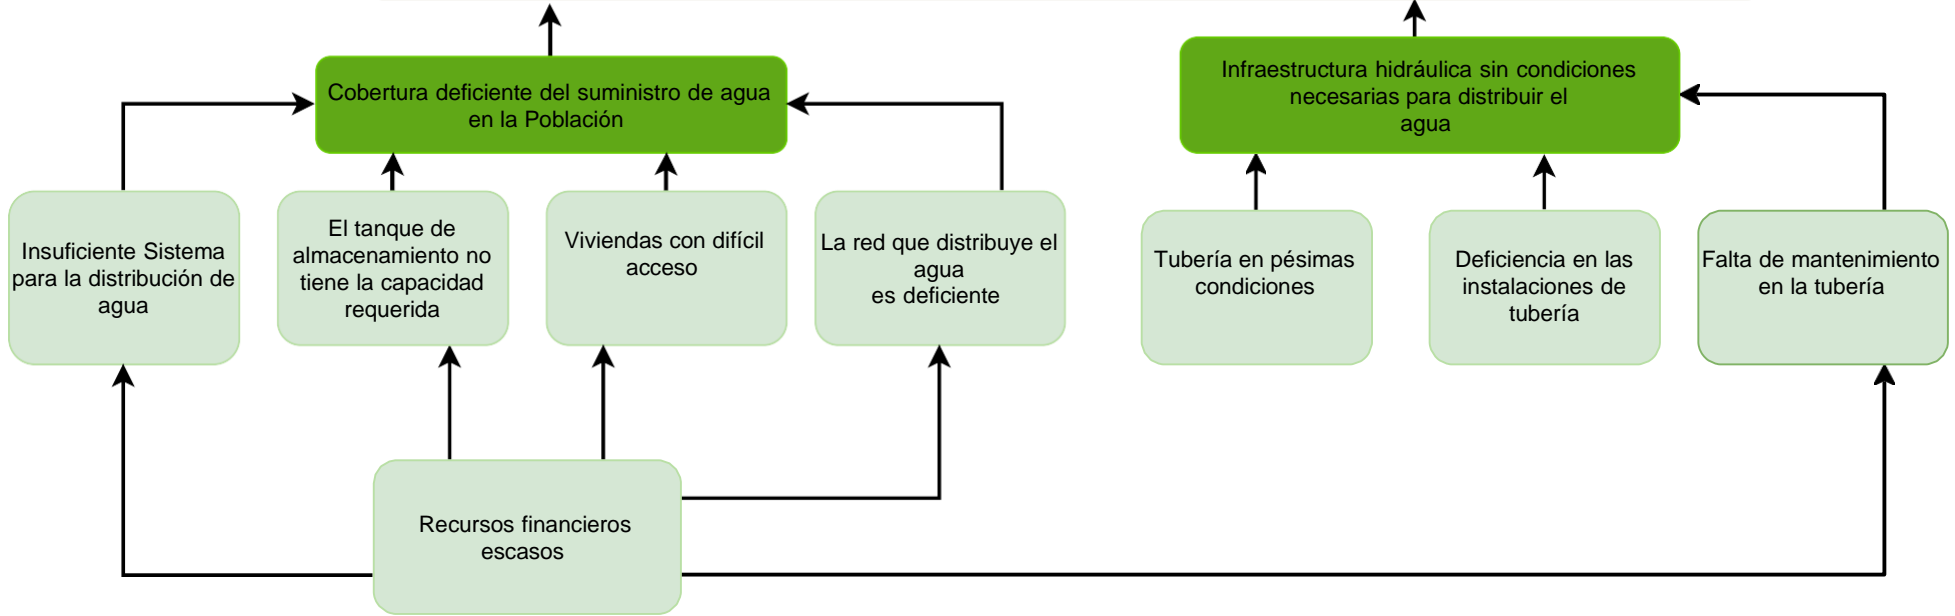 Cobertura deficiente del suministro de agua
en la Población
Infraestructura hidráulica sin condiciones
necesarias para distribuir el
agua
Insuficiente Sistema
para la distribución de
agua
El tanque de
almacenamiento no
tiene la capacidad
requerida
Viviendas con difícil
acceso
La red que distribuye el
agua
es deficiente
Tubería en pésimas
condiciones
Deficiencia en las
instalaciones de
tubería
Falta de mantenimiento
en la tubería
Recursos financieros
escasos